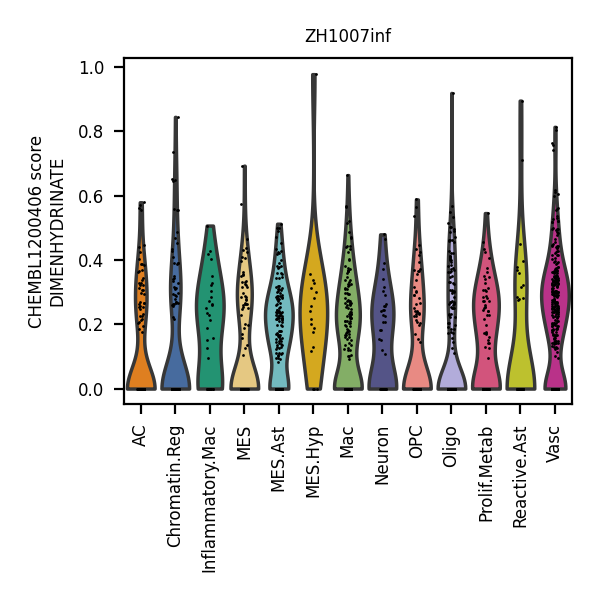 ZH1007inf
CHEMBL1200406 score
DIMENHYDRINATE
1.0
0.8
0.6
0.4
0.2
0.0
AC
Chromatin.Reg
Inflammatory.Mac
MES
MES.Ast
MES.Hyp
Mac
Neuron
OPC
Oligo
Prolif.Metab
Reactive.Ast
Vasc